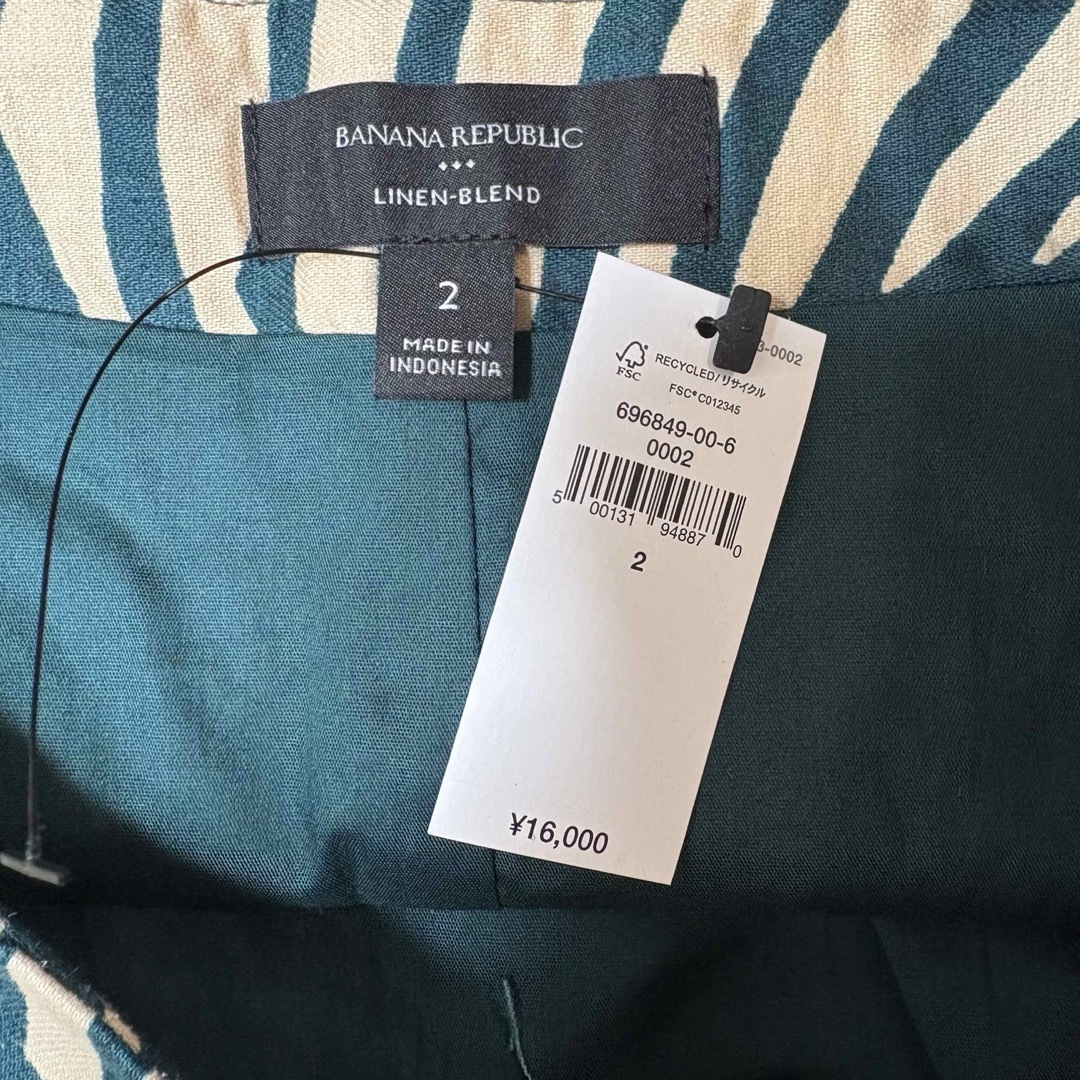 BANANA REPUBLIC
LINEN-BLEND
2
MADE IN
INDONESIA
3-0002
FSC
RECYCLED/リサイクル
FSC® C012345
696849-00-6
0002
5 00131 94887 0
2
¥16,000